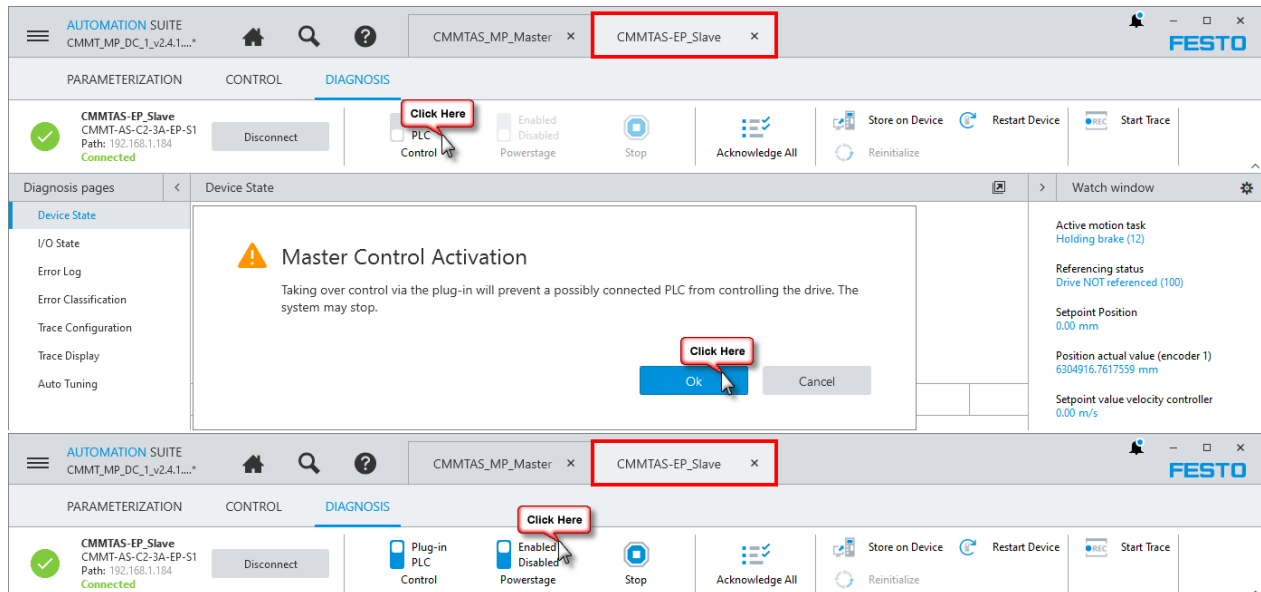 AUTOMATION SUITE
CMMT_MP_DC_1_v2.4.1....*
CMMTAS_MP_Master ×
CMMTAS-EP_Slave ×
FESTO
PARAMETERIZATION CONTROL DIAGNOSIS
CMMTAS-EP_Slave
CMMT-AS-C2-3A-EP-S1
Path: 192.168.1.184
Connected
Disconnect
Click Here
PLC
Control
Enabled
Disabled
Powerstage
Stop
Acknowledge All
Store on Device
Reinitialize
Restart Device
REC Start Trace
Diagnosis pages
Device State
I/O State
Error Log
Error Classification
Trace Configuration
Trace Display
Auto Tuning
Device State
Master Control Activation
Taking over control via the plug-in will prevent a possibly connected PLC from controlling the drive. The
system may stop.
Click Here
Ok Cancel
Watch window
Active motion task
Holding brake (12)
Referencing status
Drive NOT referenced (100)
Setpoint Position
0.00 mm
Position actual value (encoder 1)
6304916.7617559 mm
Setpoint value velocity controller
0.00 m/s
AUTOMATION SUITE
CMMT_MP_DC_1_v2.4.1....*
CMMTAS_MP_Master ×
CMMTAS-EP_Slave ×
FESTO
PARAMETERIZATION CONTROL DIAGNOSIS
CMMTAS-EP_Slave
CMMT-AS-C2-3A-EP-S1
Path: 192.168.1.184
Connected
Disconnect
Plug-in
PLC
Control
Click Here
Enabled
Disabled
Powerstage
Stop
Acknowledge All
Store on Device
Reinitialize
Restart Device
REC Start Trace